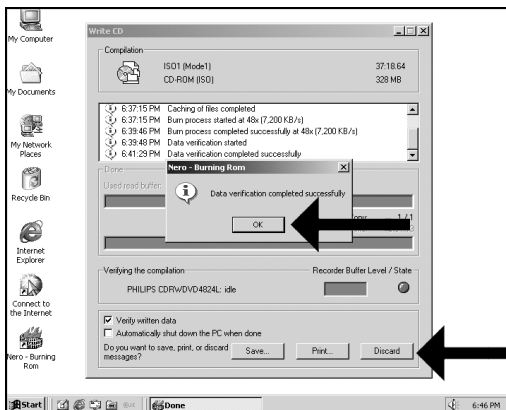 My Computer
My Documents
My Network
Places
Recycle Bin
Internet
Explorer
Connect to
the Internet
Nero - Burning
Rom
Write CD
Compilation
ISO1 (Mode1) 37:18.64
CD-ROM (ISO) 328 MB
6:37:15 PM Caching of files completed
6:37:15 PM Burn process started at 48x (7,200 KB/s)
6:39:46 PM Burn process completed successfully at 48x (7,200 KB/s)
6:39:48 PM Data verification started
6:41:29 PM Data verification completed successfully
Done
Used read buffer:
Nero - Burning Rom
Data verification completed successfully
OK
1 / 1
Verifying the compilation
Recorder Buffer Level / State
PHILIPS CDRWDVD4824L: idle
Verify written data
Automatically shut down the PC when done
Do you want to save, print, or discard
messages?
Save...
Print...
Discard
Start
Done
6:46 PM